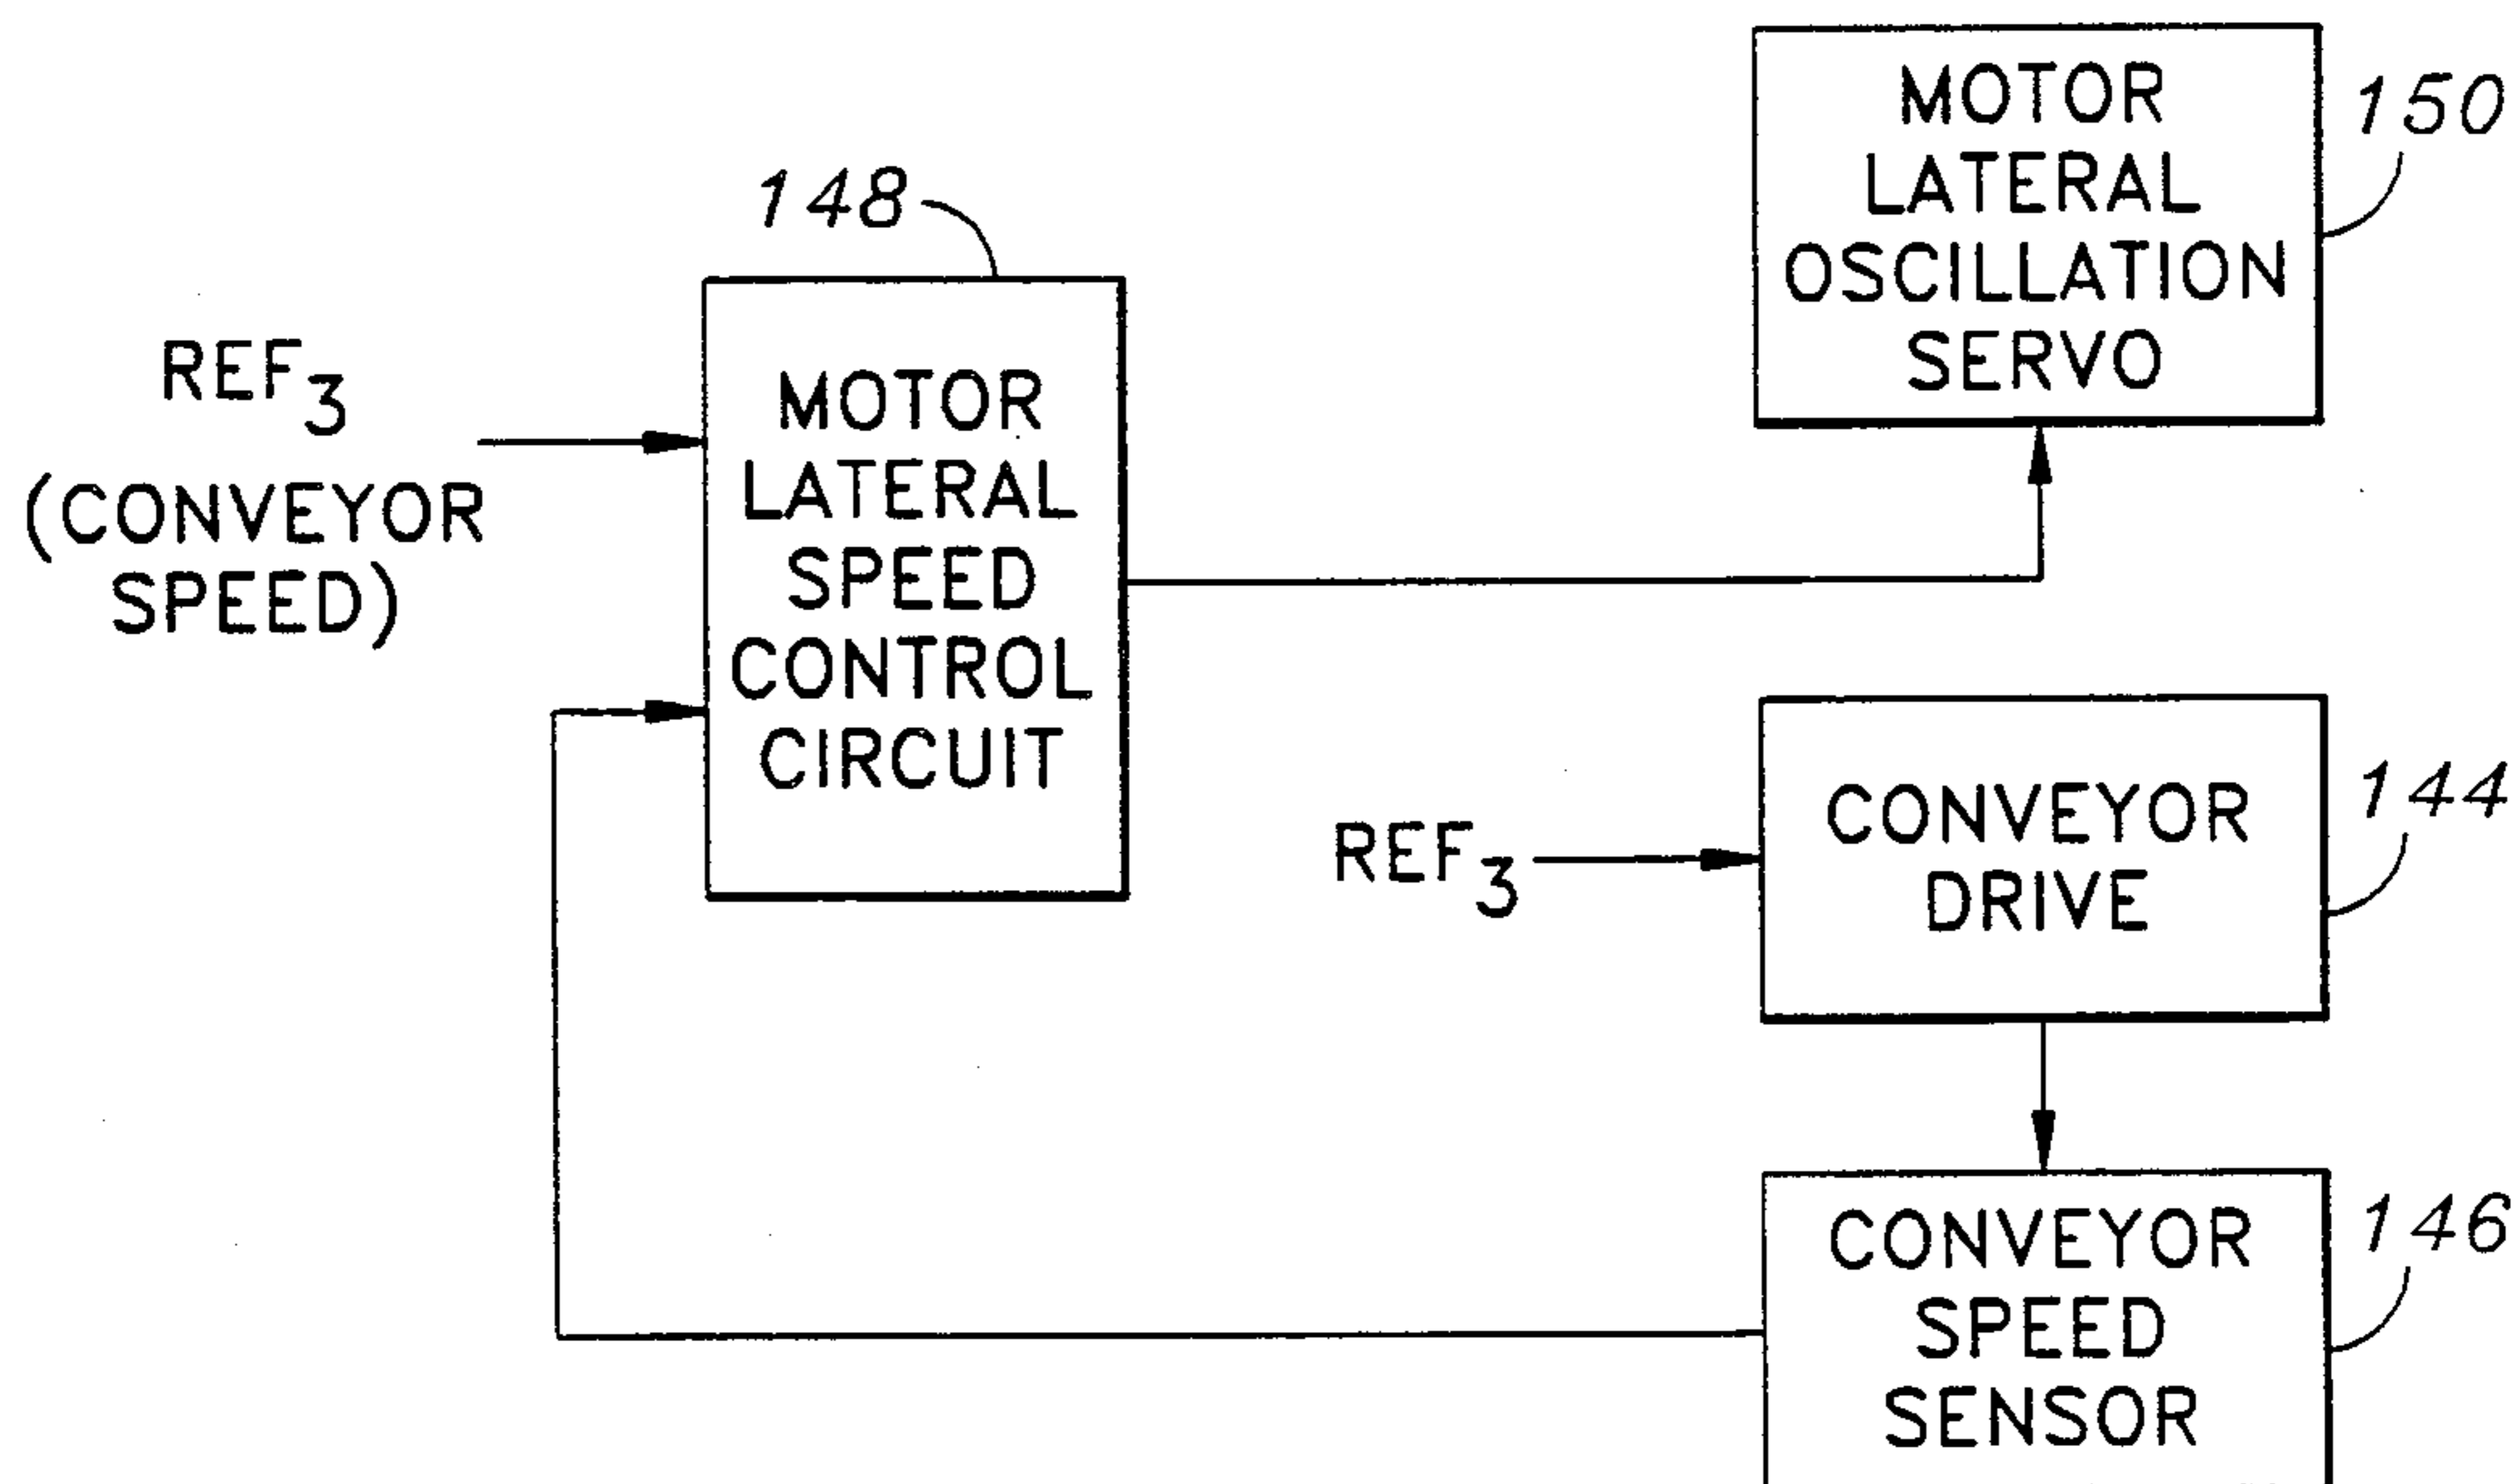 MOTOR
LATERAL
OSCILLATION
SERVO
150
148
REF3
(CONVEYOR
SPEED)
MOTOR
LATERAL
SPEED
CONTROL
CIRCUIT
REF3
CONVEYOR
DRIVE
144
CONVEYOR
SPEED
SENSOR
146